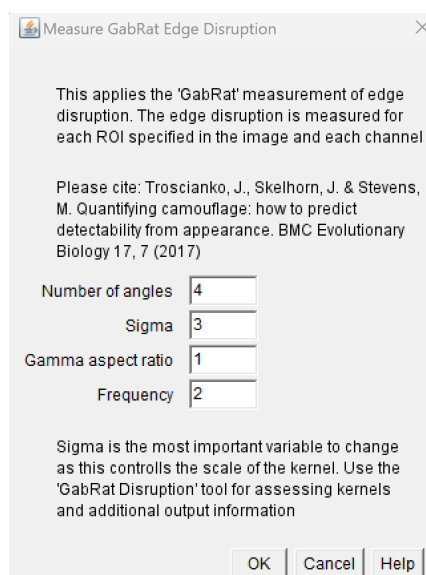 Measure GabRat Edge Disruption
This applies the 'GabRat' measurement of edge
disruption. The edge disruption is measured for
each ROI specified in the image and each channel
Please cite: Troscianko, J., Skelhorn, J. & Stevens,
M. Quantifying camouflage: how to predict
detectability from appearance. BMC Evolutionary
Biology 17, 7 (2017)
Number of angles 4
Sigma 3
Gamma aspect ratio 1
Frequency 2
Sigma is the most important variable to change
as this controlls the scale of the kernel. Use the
'GabRat Disruption' tool for assessing kernels
and additional output information
OK Cancel Help